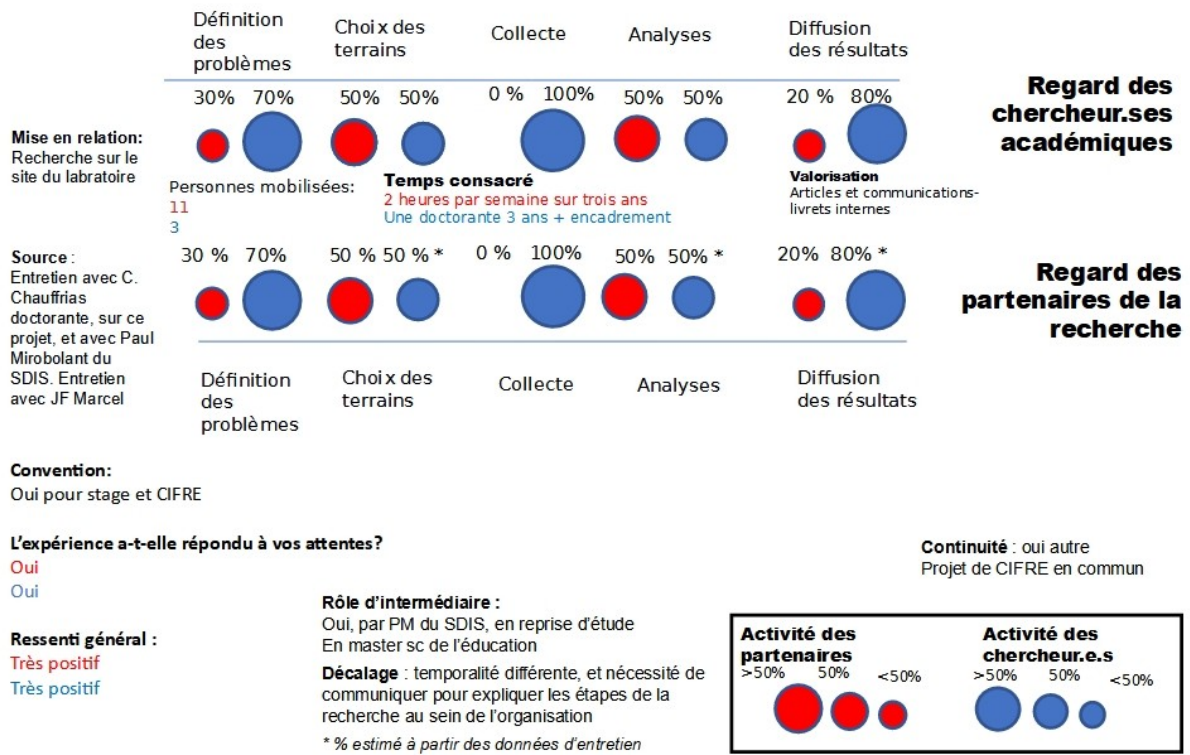 Définition
des
problèmes
Choix des
terrains
Collecte
Analyses
Diffusion
des résultats
30% 70% 50% 50% 0 % 100% 50% 50% 20 % 80%
Regard des
chercheur.ses
académiques
Mise en relation:
Recherche sur le
site du labratoire
Personnes mobilisées:
11
3
Temps consacré
2 heures par semaine sur trois ans
Une doctorante 3 ans + encadrement
Valorisation
Articles et communications-
livrets internes
30 % 70% 50 % 50 % * 0 % 100% 50% 50% * 20% 80% *
Source :
Entretien avec C.
Chauffrias
doctorante, sur ce
projet, et avec Paul
Mirobolant du
SDIS. Entretien
avec JF Marcel
Regard des
partenaires de la
recherche
Définition
des
problèmes
Choix des
terrains
Collecte
Analyses
Diffusion
des résultats
Convention:
Oui pour stage et CIFRE
L'expérience a-t-elle répondu à vos attentes?
Oui
Oui
Ressenti général :
Très positif
Très positif
Rôle d'intermédiaire :
Oui, par PM du SDIS, en reprise d'étude
En master sc de l'éducation
Décalage : temporalité différente, et nécessité de
communiquer pour expliquer les étapes de la
recherche au sein de l'organisation
* % estimé à partir des données d'entretien
Continuité : oui autre
Projet de CIFRE en commun
Activité des
partenaires
>50% 50% <50%
Activité des
chercheur.e.s
>50% 50% <50%